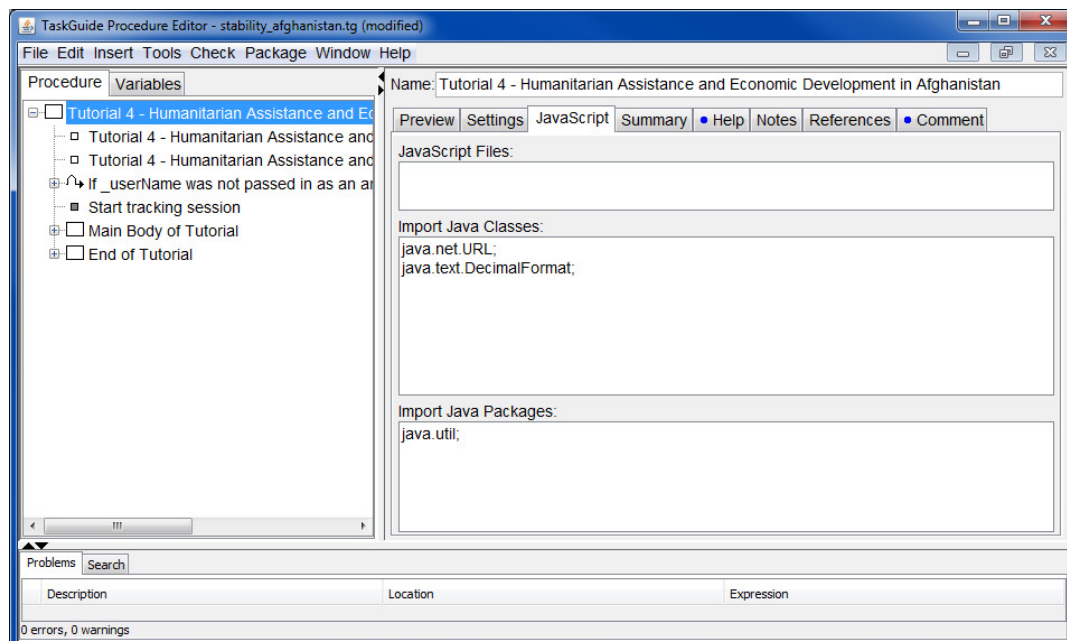 TaskGuide Procedure Editor - stability_afghanistan.tg (modified)
File Edit Insert Tools Check Package Window Help
Procedure Variables
Tutorial 4 - Humanitarian Assistance and Ec
Tutorial 4 - Humanitarian Assistance and
Tutorial 4 - Humanitarian Assistance and
If _userName was not passed in as an ar
Start tracking session
Main Body of Tutorial
End of Tutorial
Name: Tutorial 4 - Humanitarian Assistance and Economic Development in Afghanistan
Preview Settings JavaScript Summary Help Notes References Comment
JavaScript Files:
Import Java Classes:
java.net.URL;
java.text.DecimalFormat;
Import Java Packages:
java.util;
Problems Search
Description Location Expression
0 errors, 0 warnings